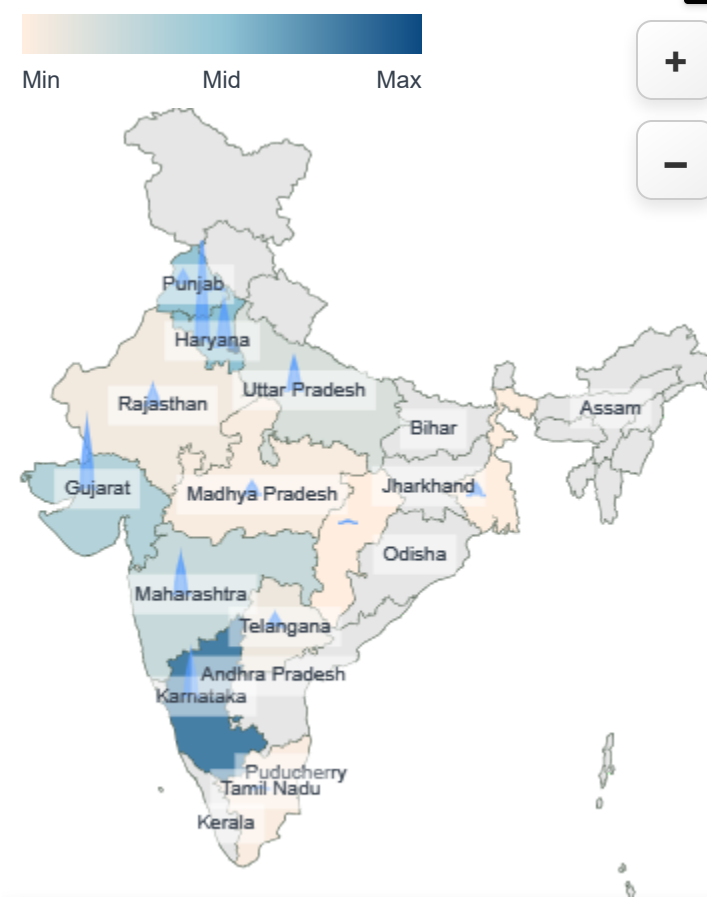 Min Mid Max
+
−
Punjab
Haryana
Uttar Pradesh
Rajasthan
Assam
Bihar
Gujarat
Madhya Pradesh
Jharkhand
Odisha
Maharashtra
Telangana
Andhra Pradesh
Karnataka
Puducherry
Tamil Nadu
Kerala